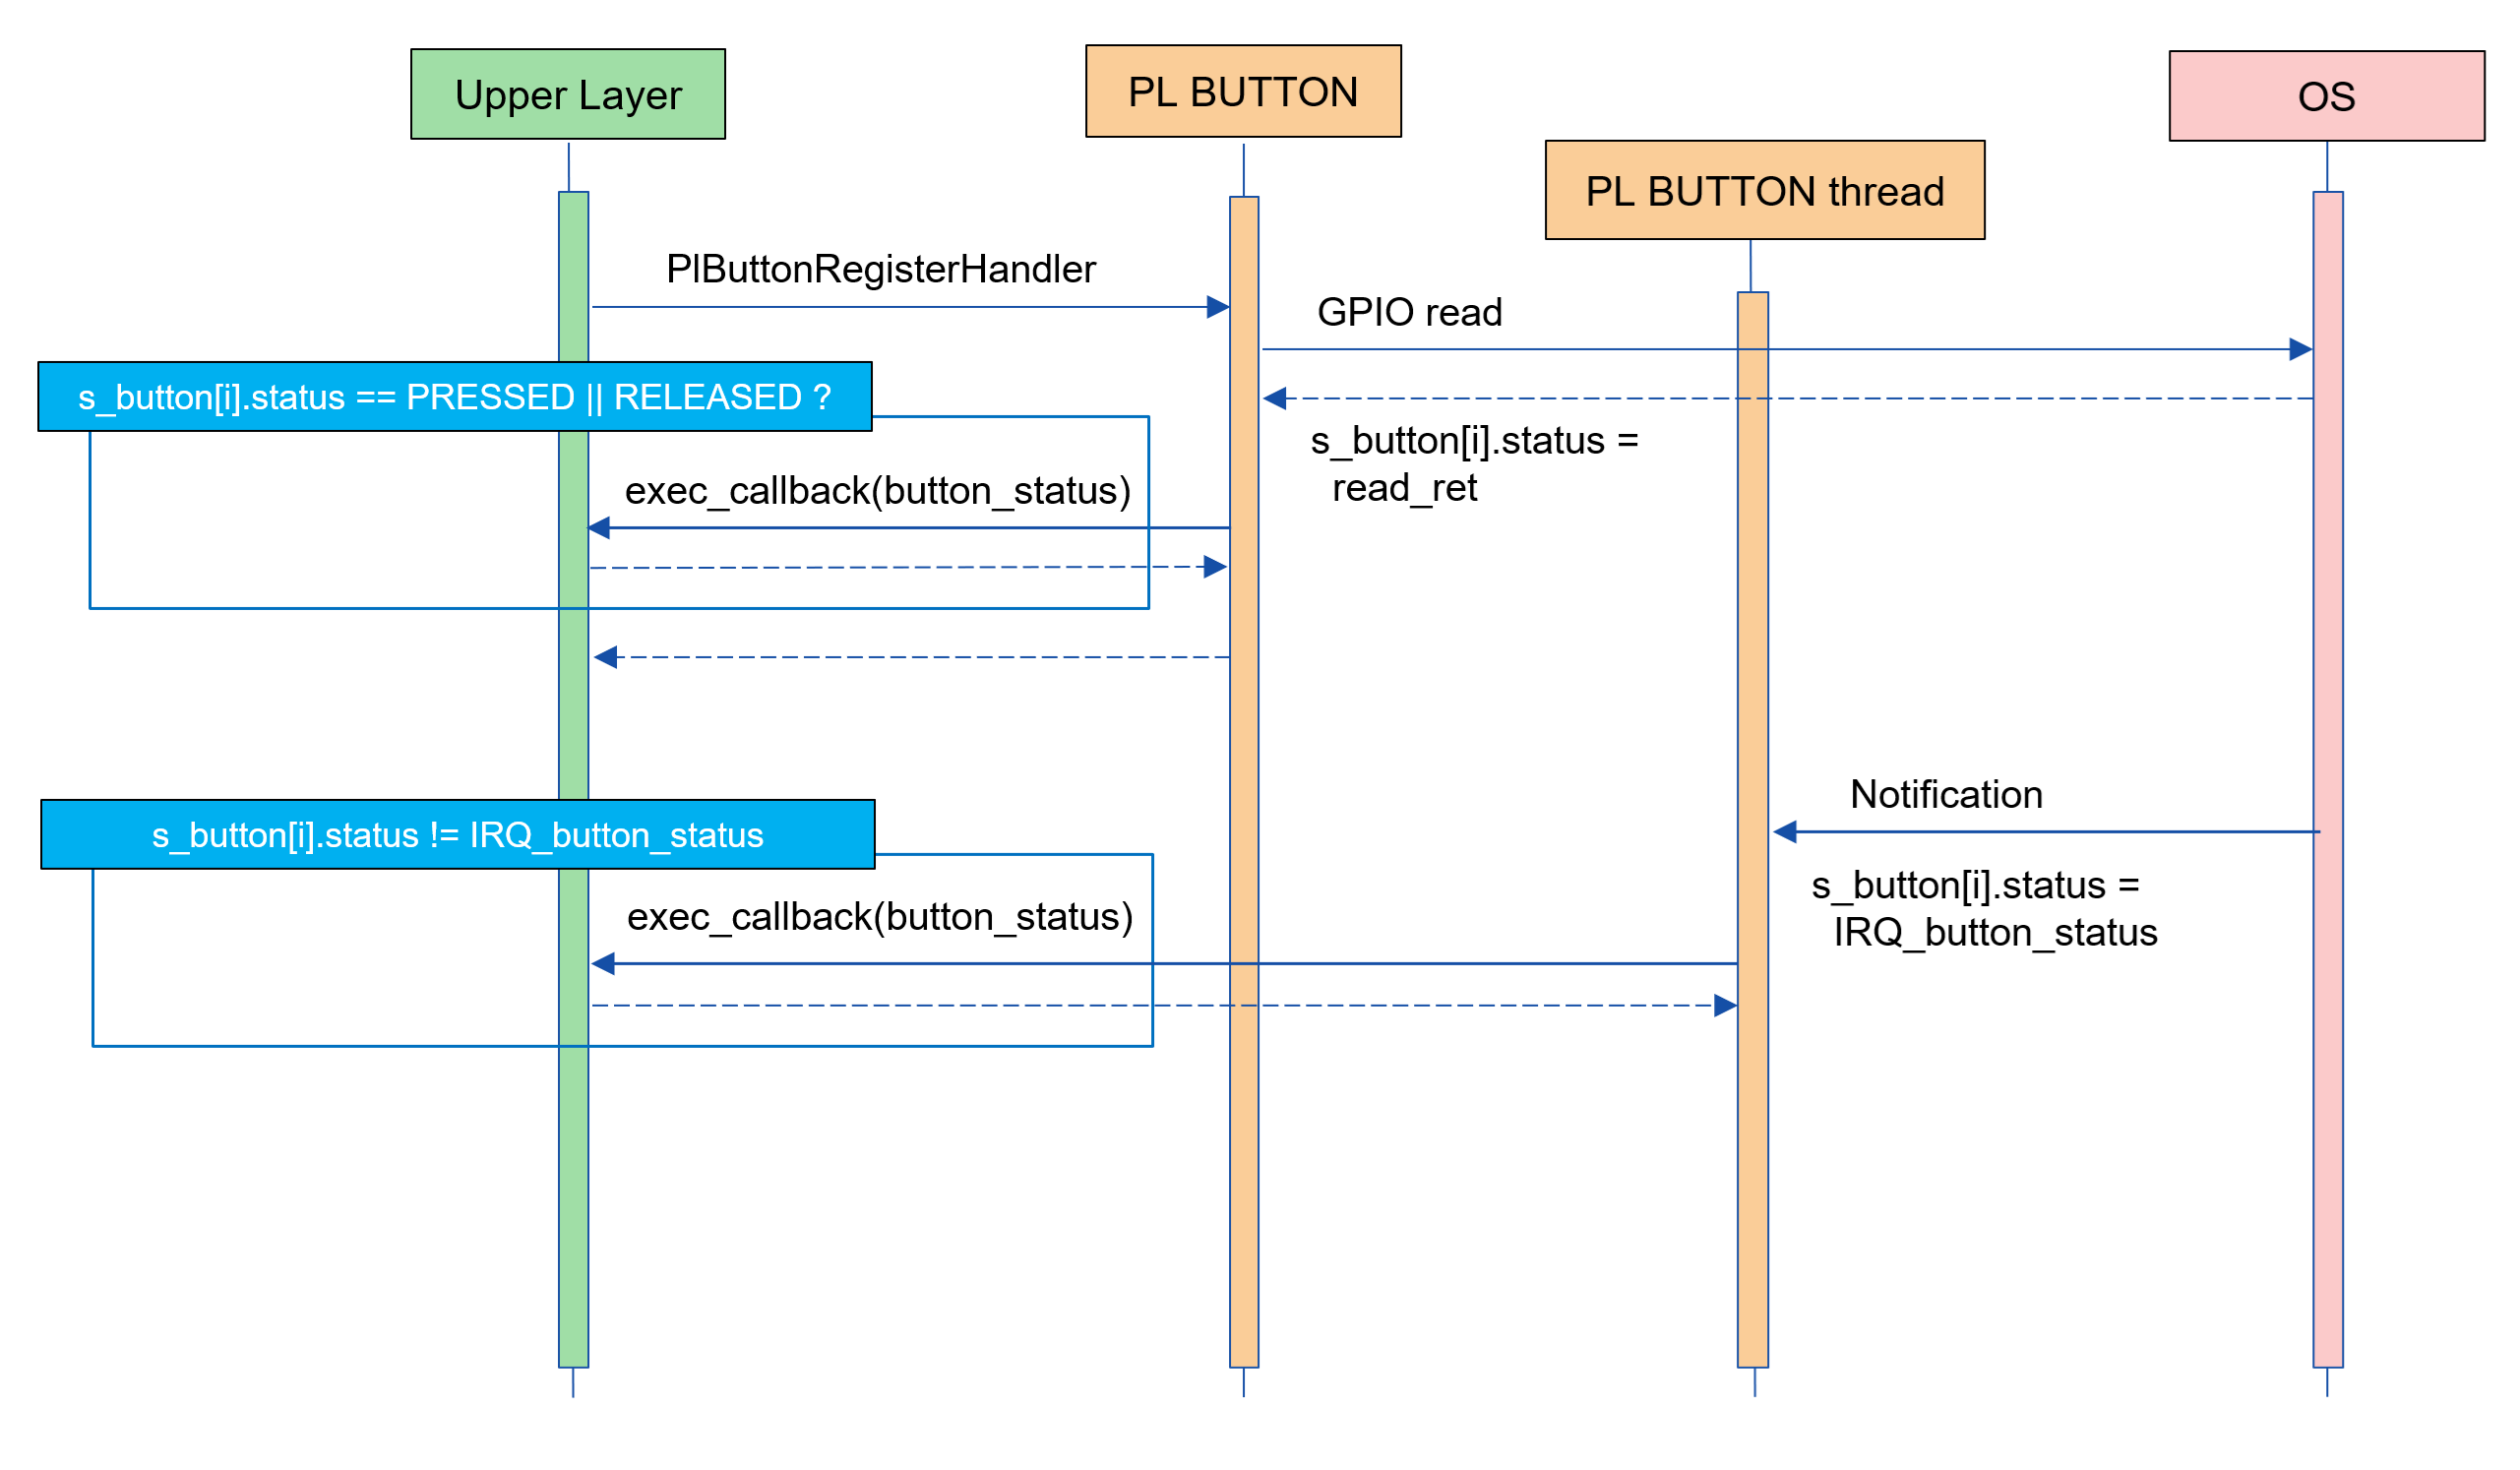 Upper Layer
PL BUTTON
OS
PL BUTTON thread
PlButtonRegisterHandler
GPIO read
s_button[i].status == PRESSED || RELEASED ?
s_button[i].status =
read_ret
exec_callback(button_status)
Notification
s_button[i].status != IRQ_button_status
s_button[i].status =
IRQ_button_status
exec_callback(button_status)